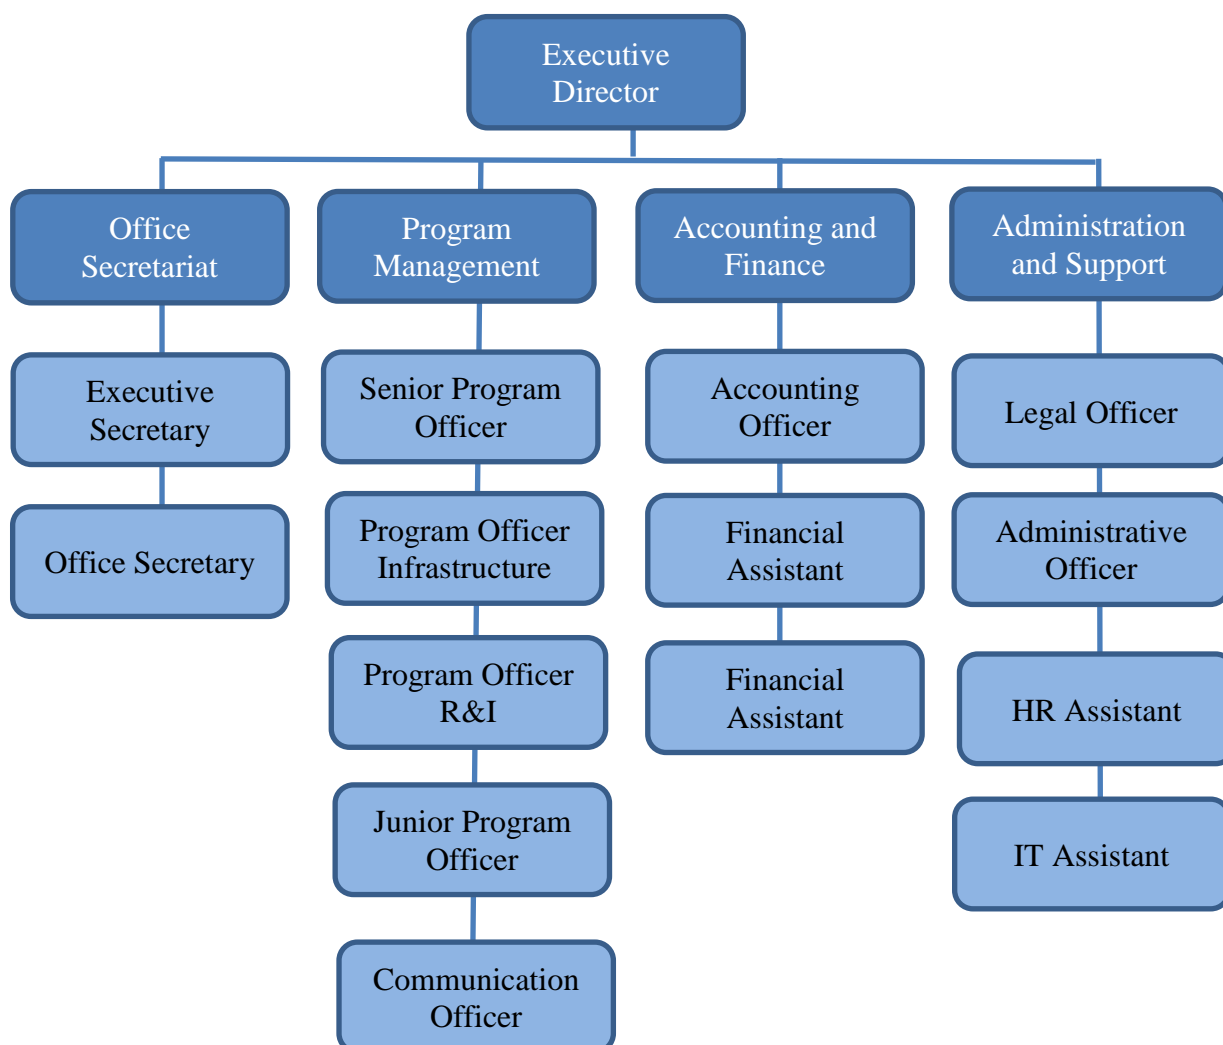 Executive
Director
Office
Secretariat
Program
Management
Accounting and
Finance
Administration
and Support
Executive
Secretary
Senior Program
Officer
Accounting
Officer
Legal Officer
Office Secretary
Program Officer
Infrastructure
Financial
Assistant
Administrative
Officer
Program Officer
R&I
Financial
Assistant
HR Assistant
Junior Program
Officer
IT Assistant
Communication
Officer